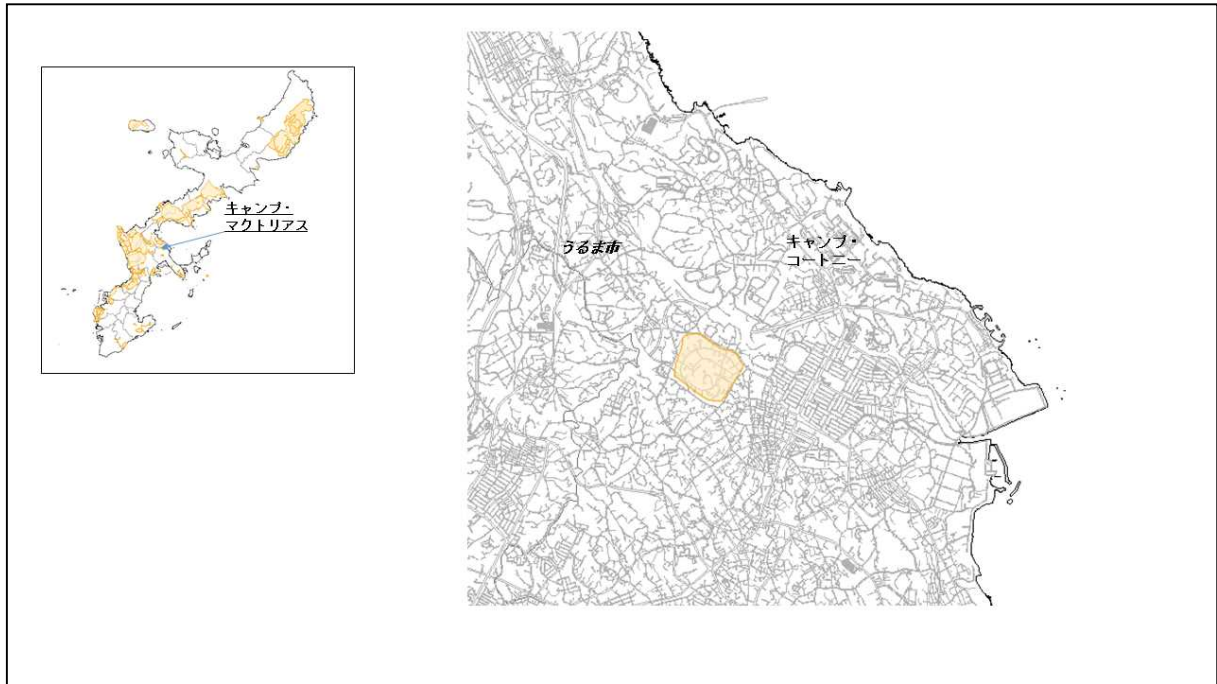 キャンプ・
マクトリアス
うるま市
キャンプ・
コートニー